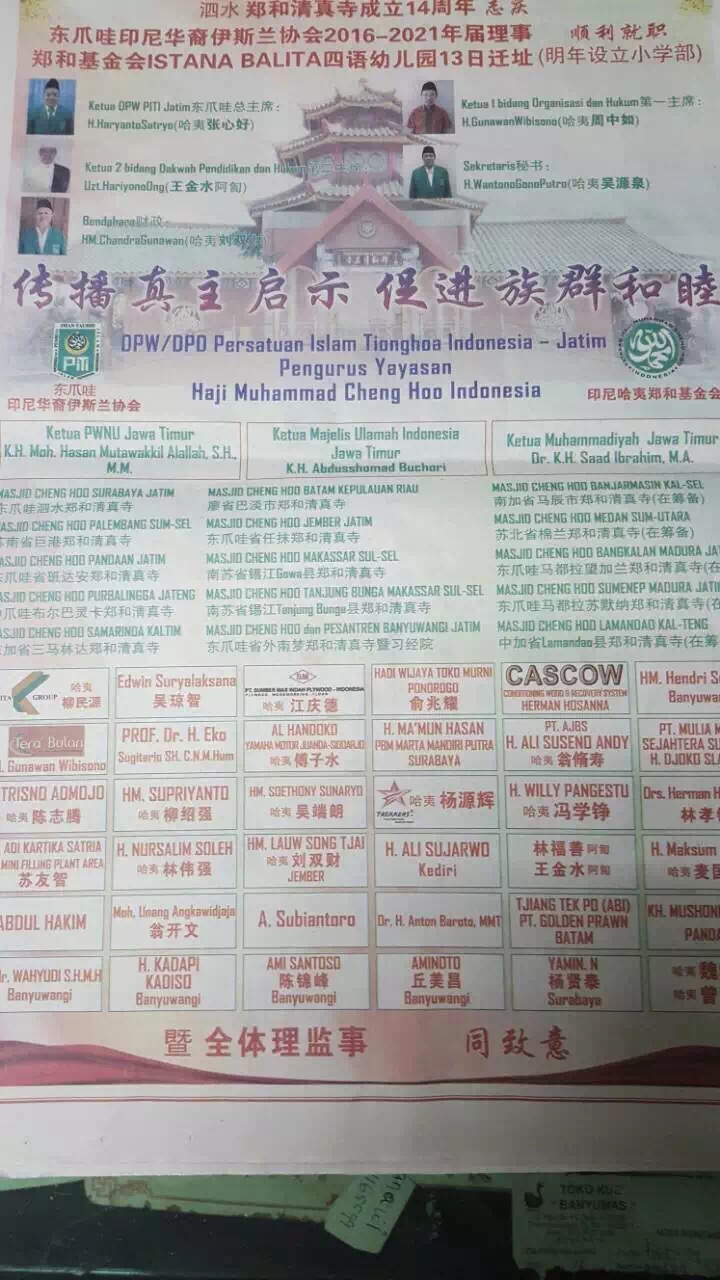 泗水 郑和清真寺成立14周年 志庆
东爪哇印尼华裔伊斯兰协会2016-2021年届理事 顺利就职
郑和基金会ISTANA BALITA四语幼儿园13日迁址(明年设立小学部)
Ketua DPW PITI Jatim东爪哇总主席:
H.HaryantoSatryo(哈夷张心好)
Ketua 1 bidang Organisasi dan Hukum第一主席:
H.GunawanWibisono(哈夷周中如)
Ketua 2 bidang Dakwah Pendidikan dan Hukum
Uzt.HariyonoOng(王金水阿訇)
Sekretaris秘书:
H.WantonoGonoPutro(哈夷吴源泉)
Bendahara财政:
HM.ChandraGunawan(哈夷刘双财)
传播真主启示 促进族群和睦
PITI
东爪哇
印尼华裔伊斯兰协会
DPW/DPD Persatuan Islam Tionghoa Indonesia - Jatim
Pengurus Yayasan
Haji Muhammad Cheng Hoo Indonesia
印尼哈夷郑和基金会
Ketua PWNU Jawa Timur
K.H. Moh. Hasan Mutawakkil Alallah, S.H., M.M.
Ketua Majelis Ulamah Indonesia
Jawa Timur
K.H. Abdusshomad Buchori
Ketua Muhammadiyah Jawa Timur
Dr. K.H. Saad Ibrahim, M.A.
MASJID CHENG HOO SURABAYA JATIM
东爪哇泗水郑和清真寺
MASJID CHENG HOO PALEMBANG SUM-SEL
苏南省巨港郑和清真寺
MASJID CHENG HOO PANDAAN JATIM
东爪哇省班达安郑和清真寺
MASJID CHENG HOO PURBALINGGA JATENG
中爪哇布尔巴灵卡郑和清真寺
MASJID CHENG HOO SAMARINDA KALTIM
东加省三马林达郑和清真寺
MASJID CHENG HOO BATAM KEPULAUAN RIAU
廖省巴淡市郑和清真寺
MASJID CHENG HOO JEMBER JATIM
东爪哇省任抹郑和清真寺
MASJID CHENG HOO MAKASSAR SUL-SEL
南苏省锡江Gowa县郑和清真寺
MASJID CHENG HOO TANJUNG BUNGA MAKASSAR SUL-SEL
南苏省锡江Tanjung Bunga县郑和清真寺
MASJID CHENG HOO dan PESANTREN BANYUWANGI JATIM
东爪哇省外南梦郑和清真寺暨习经院
MASJID CHENG HOO BANJARMASIN KAL-SEL
南加省马辰市郑和清真寺(在筹备)
MASJID CHENG HOO MEDAN SUM-UTARA
苏北省棉兰郑和清真寺(在筹备)
MASJID CHENG HOO BANGKALAN MADURA JAT
东爪哇马都拉望加兰郑和清真寺(在
MASJID CHENG HOO SUMENEP MADURA JATIM
东爪哇马都拉苏默纳郑和清真寺(在
MASJID CHENG HOO LAMANDAO KAL-TENG
中加省Lamandao县郑和清真寺(在筹
GROUP
哈夷
柳民源
Edwin Suryalaksana
吴琼智
PT. SUMBER MAS INDAH PLYWOOD - INDONESIA
哈夷 江庆德
HADI WIJAYA TOKO MURNI
PONOROGO
俞兆耀
CASCOW
CONDITIONING WOOD & RECOVERY SYSTEM
HERMAN HOSANNA
HM. Hendri
Banyuwa
Tera Bulan
Gunawan Wibisono
PROF. Dr. H. Eko
Sugitario SH. C.N.M.Hum
AL HANDOKO
YAMAHA MOTOR JUANDA-SIDOARJO
哈夷 傅子水
H. MA'MUN HASAN
PBM MARTA MANDIRI PUTRA
SURABAYA
PT. AJBS
H. ALI SUSENO ANDY
哈夷 翁脩寿
PT. MULIA
SEJAHTERA
H. DJOKO
TRISNO ADMOJO
哈夷 陈志腾
HM. SUPRIYANTO
哈夷 柳绍强
HM. SOETHONY SUNARYO
哈夷 吴端朗
哈夷 杨源辉
H. WILLY PANGESTU
哈夷 冯学铮
Drs. Herman H
林孝
ADI KARTIKA SATRIA
MINI FILLING PLANT AREA
苏友智
H. NURSALIM SOLEH
哈夷 林伟强
HM. LAUW SONG TJAI
哈夷 刘双财
JEMBER
H. ALI SUJARWO
Kediri
林福善 阿訇
王金水 阿訇
H. Maksum
哈夷 麦
ABDUL HAKIM
Moh. Unang Angkawidjaja
翁开文
A. Subiantoro
Dr. H. Anton Baroto, MMT
TJIANG TEK PO (ABI)
PT. GOLDEN PRAWN
BATAM
KH. MUSHON
PANDA
WAHYUDI S.H.M.H
Banyuwangi
H. KADAPI
KADISO
Banyuwangi
AMI SANTOSO
陈锦峰
Banyuwangi
AMINOTO
丘美昌
Banyuwangi
YAMIN. N
杨贤泰
Surabaya
哈夷 魏
哈夷 曾
暨 全体理监事 同致意
TOKO KUE
"BANYUMAS"